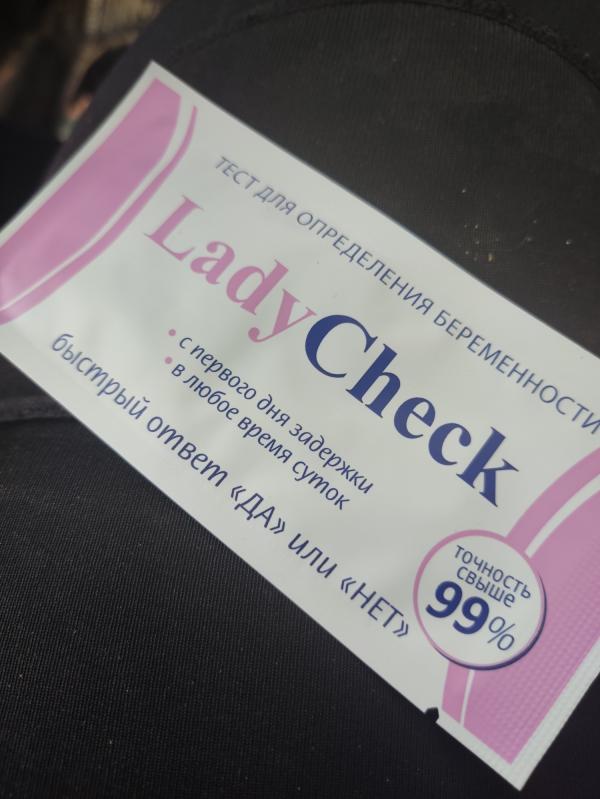 ТЕСТ ДЛЯ ОПРЕДЕЛЕНИЯ БЕРЕМЕННОСТИ
LadyCheck
• с первого дня задержки
• в любое время суток
быстрый ответ «ДА» или «НЕТ»
точность
свыше
99%